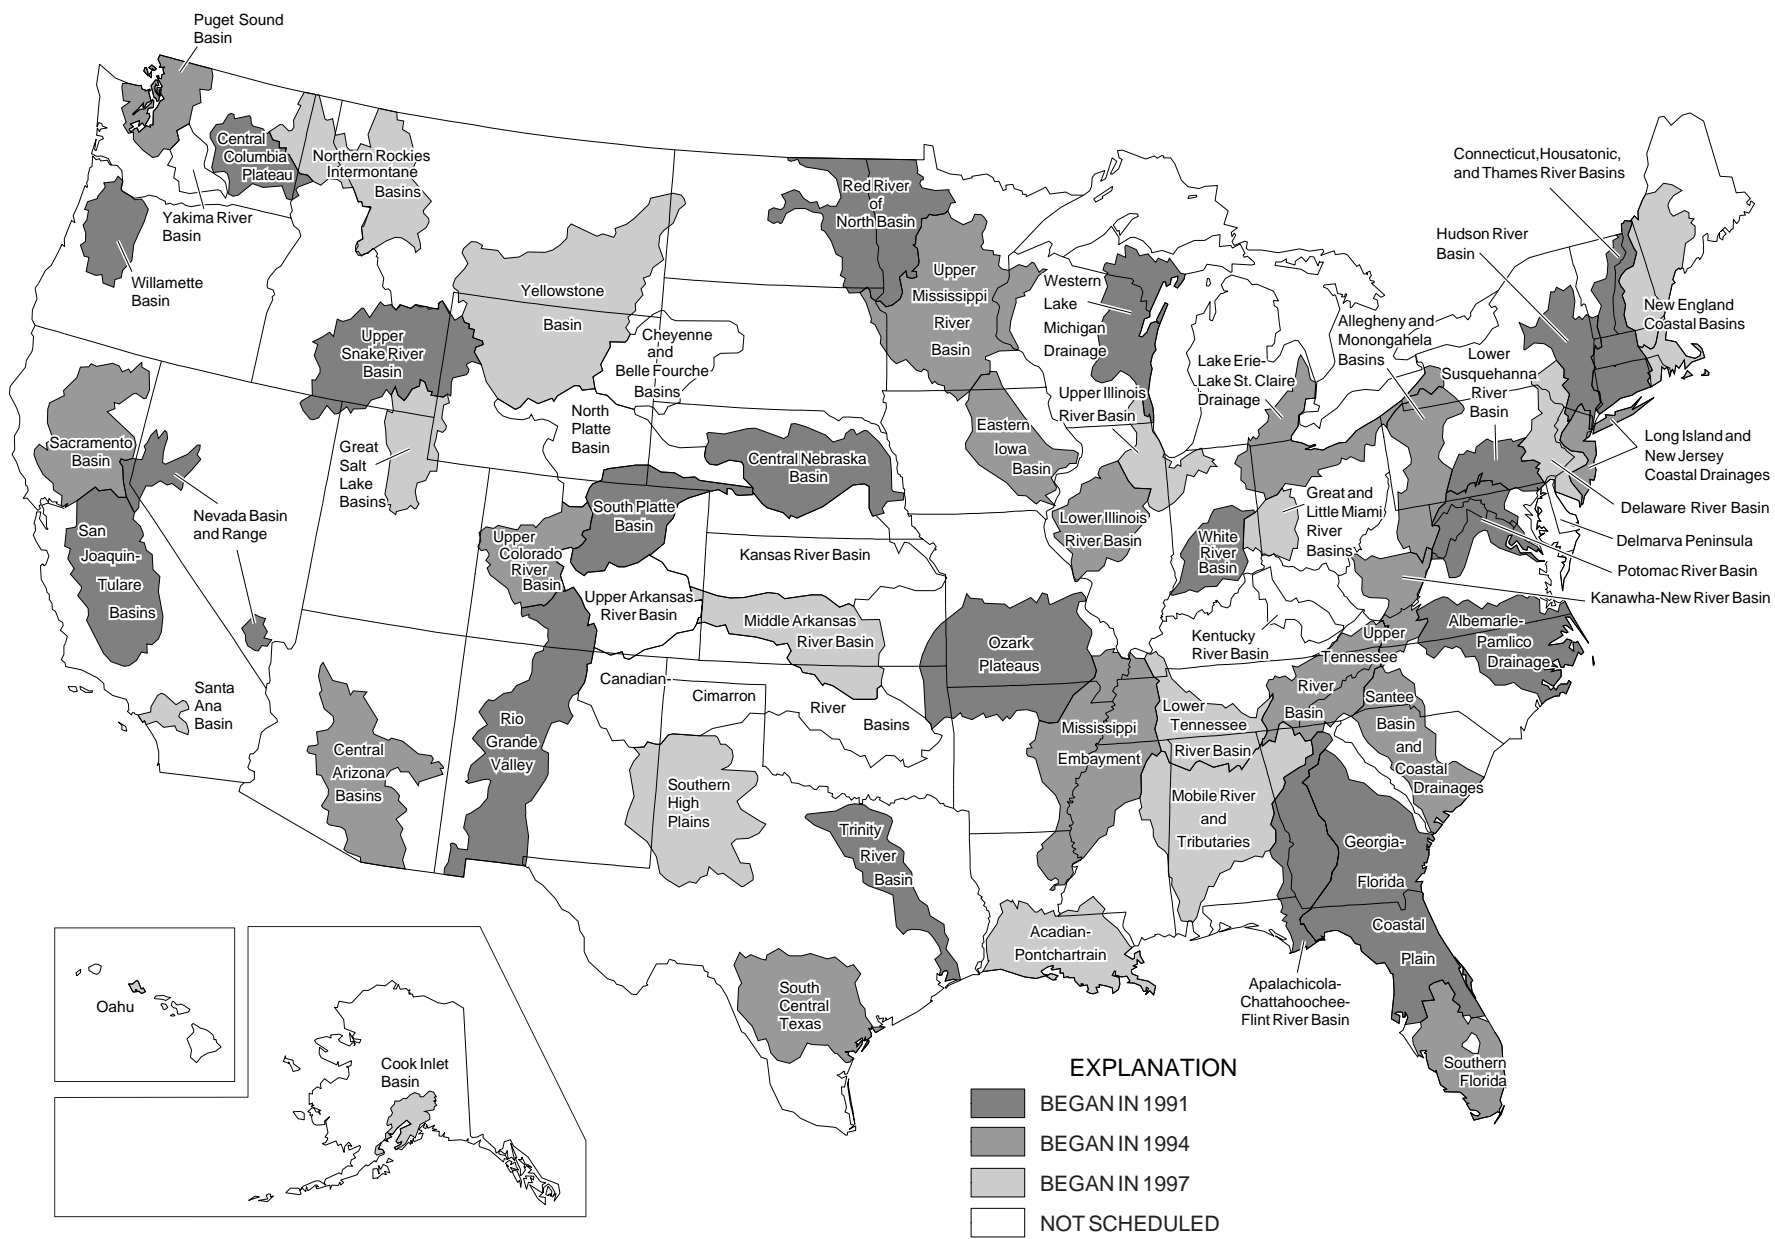 Puget Sound
Basin
Central
Columbia
Plateau
Northern Rockies
Intermontane
Basins
Yakima River
Basin
Willamette
Basin
Upper
Snake River
Basin
Yellowstone
Basin
Cheyenne
and
Belle Fourche
Basins
North
Platte
Basin
Great
Salt
Lake
Basins
Sacramento
Basin
Nevada Basin
and Range
San
Joaquin-
Tulare
Basins
Santa
Ana
Basin
Central
Arizona
Basins
Upper
Colorado
River
Basin
South Platte
Basin
Central Nebraska
Basin
Kansas River Basin
Upper Arkansas
River Basin
Middle Arkansas
River Basin
Canadian-
Cimarron
River
Basins
Rio
Grande
Valley
Southern
High
Plains
Trinity
River
Basin
South
Central
Texas
Red River
of
North Basin
Upper
Mississippi
River
Basin
Western
Lake
Michigan
Drainage
Upper Illinois
River Basin
Eastern
Iowa
Basin
Lower Illinois
River Basin
Lake Erie-
Lake St. Claire
Drainage
White
River
Basin
Great and
Little Miami
River
Basins
Ozark
Plateaus
Mississippi
Embayment
Acadian-
Pontchartrain
Kentucky
River Basin
Lower
Tennessee
River Basin
Upper
Tennessee
River
Basin
Mobile River
and
Tributaries
Santee
Basin
and
Coastal
Drainages
Georgia-
Florida
Coastal
Plain
Apalachicola-
Chattahoochee-
Flint River Basin
Southern
Florida
Connecticut, Housatonic,
and Thames River Basins
Hudson River
Basin
New England
Coastal Basins
Allegheny and
Monongahela
Basins
Lower
Susquehanna
River
Basin
Long Island and
New Jersey
Coastal Drainages
Delaware River Basin
Delmarva Peninsula
Potomac River Basin
Kanawha-New River Basin
Albemarle-
Pamlico
Drainage
Oahu
Cook Inlet
Basin
EXPLANATION
BEGAN IN 1991
BEGAN IN 1994
BEGAN IN 1997
NOT SCHEDULED